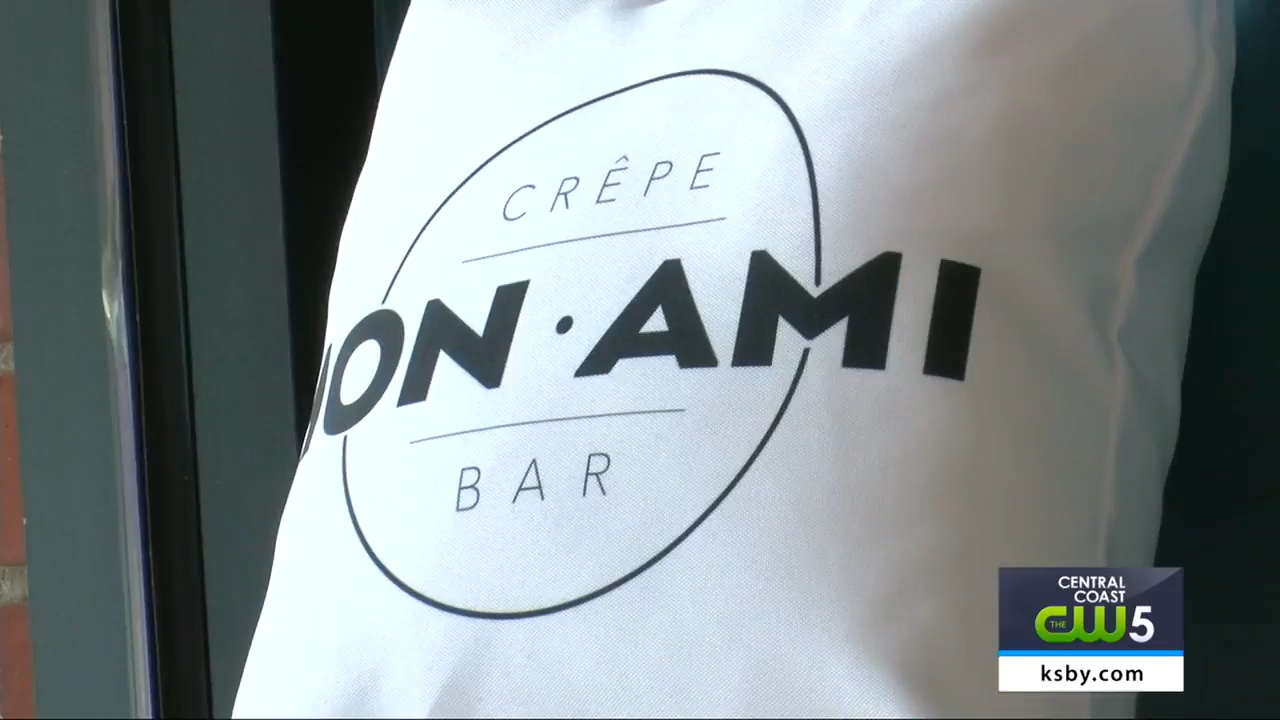 CRÊPE
ON·AMI
BAR
CENTRAL
COAST
THE CW5
ksby.com